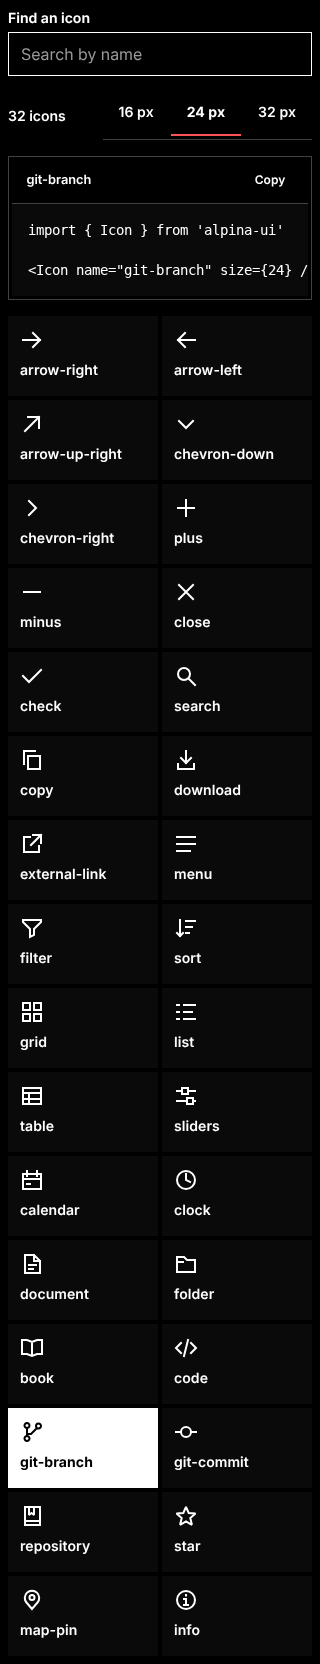 Find an icon
Search by name
32 icons
16 px
24 px
32 px
git-branch
Copy
import { Icon } from 'alpina-ui'
<Icon name="git-branch" size={24} /
arrow-right
arrow-left
arrow-up-right
chevron-down
chevron-right
plus
minus
close
check
search
copy
download
external-link
menu
filter
sort
grid
list
table
sliders
calendar
clock
document
folder
book
code
git-branch
git-commit
repository
star
map-pin
info